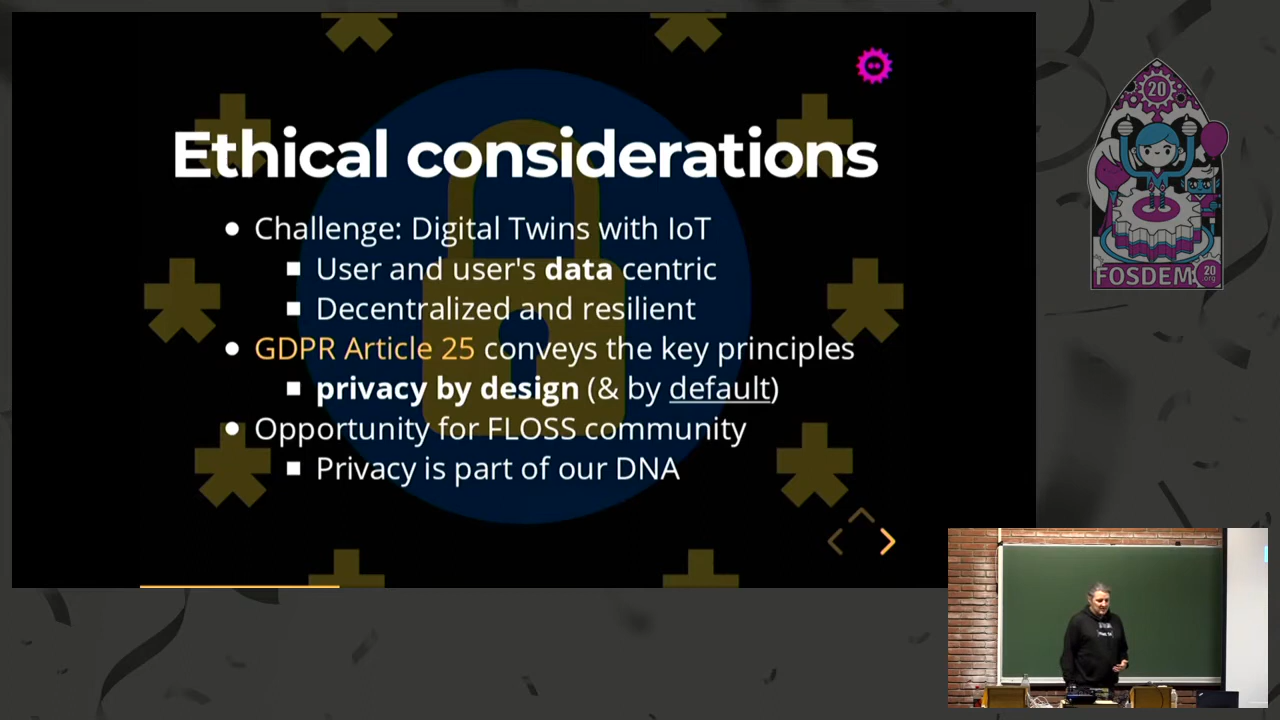 Ethical considerations
Challenge: Digital Twins with IoT
User and user's data centric
Decentralized and resilient
GDPR Article 25 conveys the key principles
privacy by design (& by default)
Opportunity for FLOSS community
Privacy is part of our DNA
20
FOSDEM
20
.org